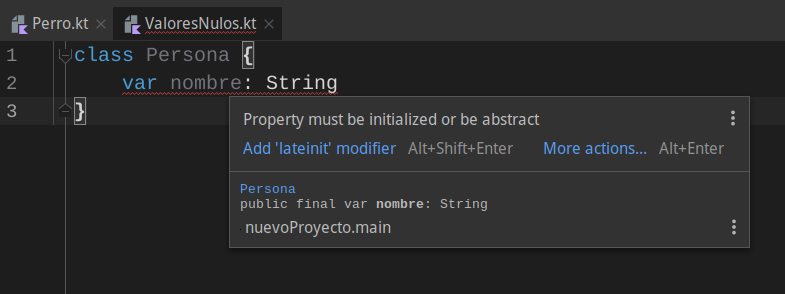 Perro.kt ValoresNulos.kt
1 class Persona {
2 var nombre: String
3 }
Property must be initialized or be abstract
Add 'lateinit' modifier Alt+Shift+Enter More actions... Alt+Enter
Persona
public final var nombre: String
nuevoProyecto.main